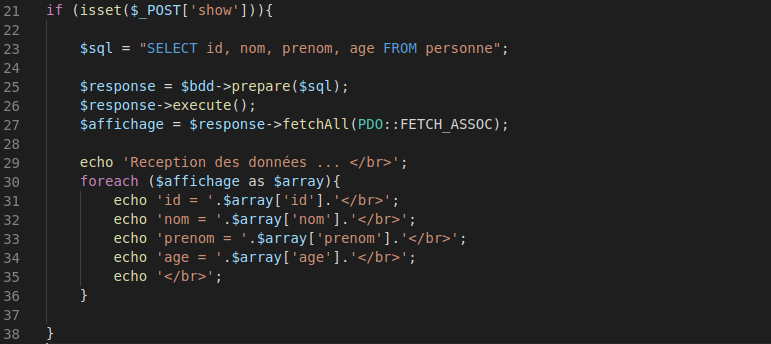 21 if (isset($_POST['show'])){
22
23 $sql = "SELECT id, nom, prenom, age FROM personne";
24
25 $response = $bdd->prepare($sql);
26 $response->execute();
27 $affichage = $response->fetchAll(PDO::FETCH_ASSOC);
28
29 echo 'Reception des données ... </br>';
30 foreach ($affichage as $array){
31 echo 'id = '.$array['id'].'</br>';
32 echo 'nom = '.$array['nom'].'</br>';
33 echo 'prenom = '.$array['prenom'].'</br>';
34 echo 'age = '.$array['age'].'</br>';
35 echo '</br>';
36 }
37
38 }